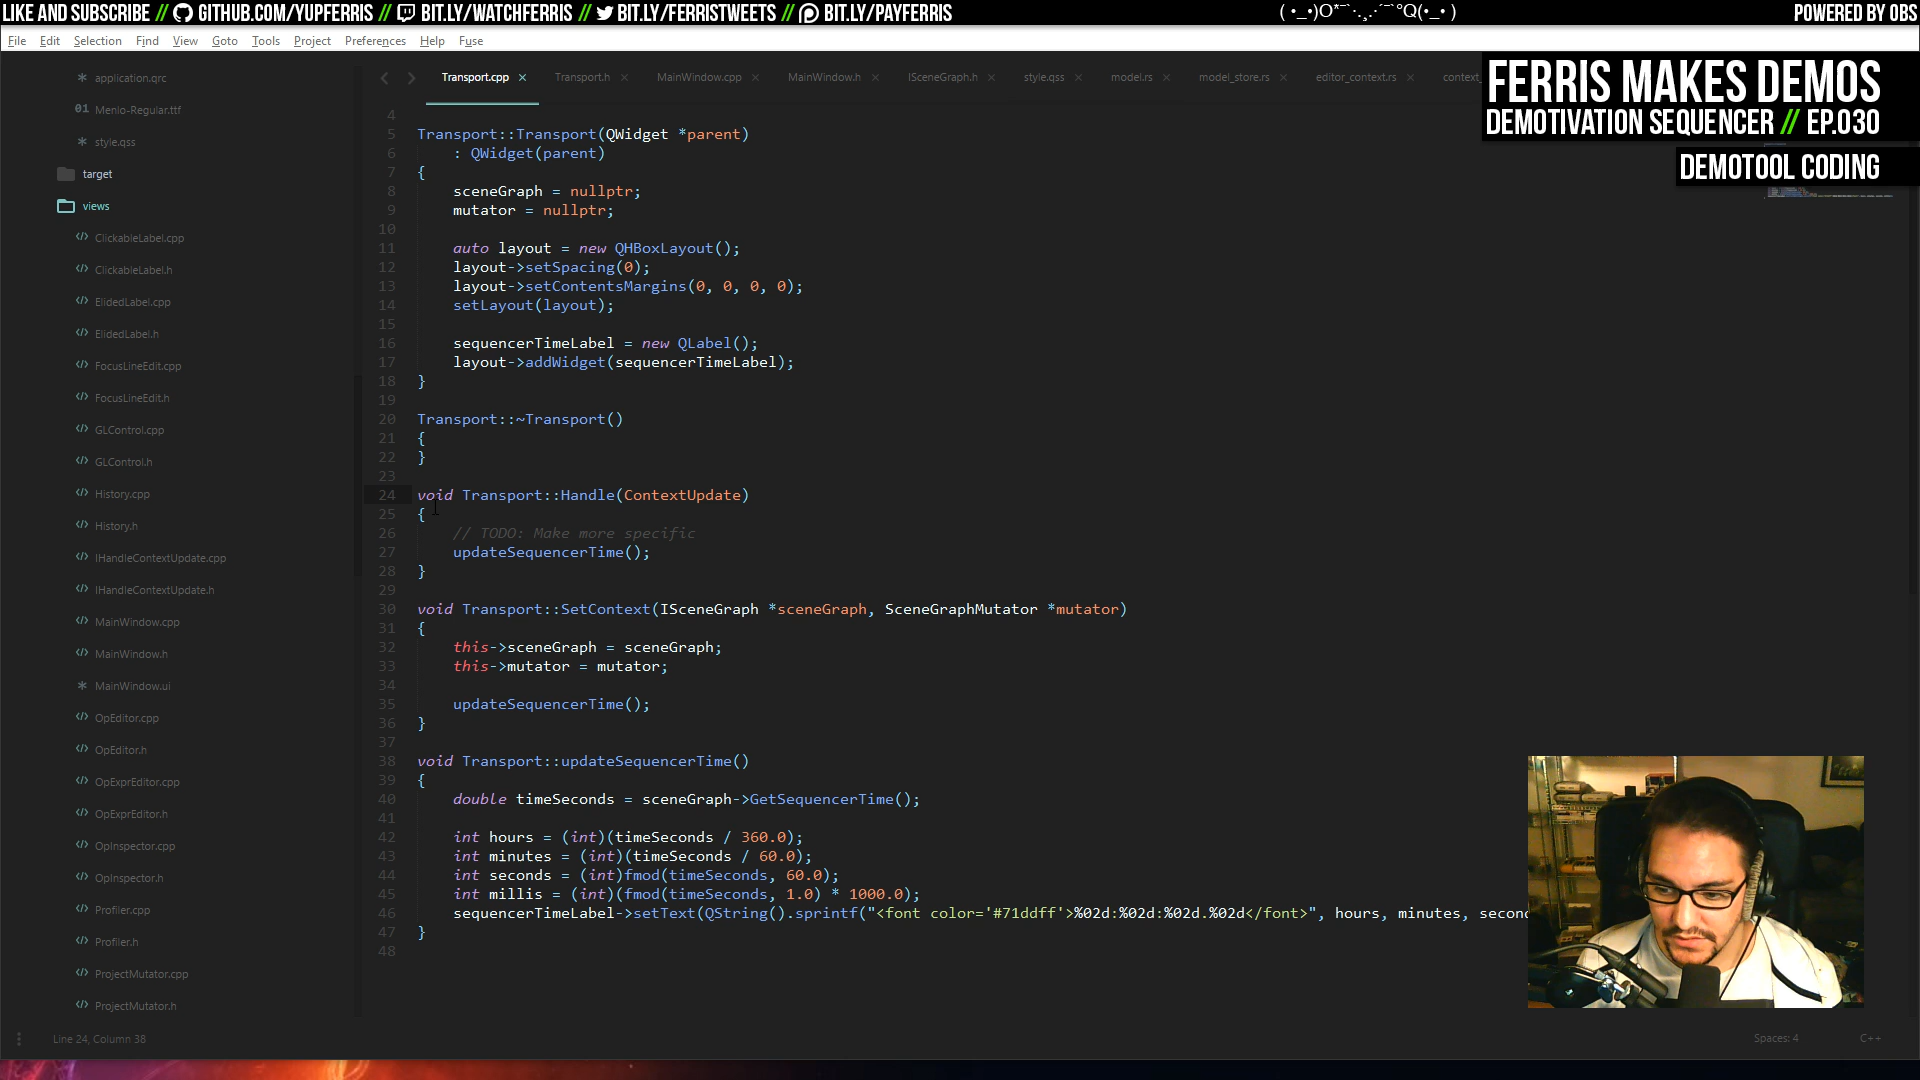 LIKE AND SUBSCRIBE // GITHUB.COM/YUPFERRIS // BIT.LY/WATCHFERRIS // BIT.LY/FERRISTWEETS // BIT.LY/PAYFERRIS
POWERED BY OBS
File Edit Selection Find View Goto Tools Project Preferences Help Fuse
FERRIS MAKES DEMOS
DEMOTIVATION SEQUENCER // EP.030
DEMOTOOL CODING
Transport.cpp × Transport.h × MainWindow.cpp × MainWindow.h × ISceneGraph.h × style.qss × model.rs × model_store.rs × editor_context.rs × context_
application.qrc
01 Menlo-Regular.ttf
style.qss
target
views
ClickableLabel.cpp
ClickableLabel.h
ElidedLabel.cpp
ElidedLabel.h
FocusLineEdit.cpp
FocusLineEdit.h
GLControl.cpp
GLControl.h
History.cpp
History.h
IHandleContextUpdate.cpp
IHandleContextUpdate.h
MainWindow.cpp
MainWindow.h
MainWindow.ui
OpEditor.cpp
OpEditor.h
OpExprEditor.cpp
OpExprEditor.h
OpInspector.cpp
OpInspector.h
Profiler.cpp
Profiler.h
ProjectMutator.cpp
ProjectMutator.h
4
5 Transport::Transport(QWidget *parent)
6     : QWidget(parent)
7 {
8     sceneGraph = nullptr;
9     mutator = nullptr;
10
11     auto layout = new QHBoxLayout();
12     layout->setSpacing(0);
13     layout->setContentsMargins(0, 0, 0, 0);
14     setLayout(layout);
15
16     sequencerTimeLabel = new QLabel();
17     layout->addWidget(sequencerTimeLabel);
18 }
19
20 Transport::~Transport()
21 {
22 }
23
24 void Transport::Handle(ContextUpdate)
25 {
26     // TODO: Make more specific
27     updateSequencerTime();
28 }
29
30 void Transport::SetContext(ISceneGraph *sceneGraph, SceneGraphMutator *mutator)
31 {
32     this->sceneGraph = sceneGraph;
33     this->mutator = mutator;
34
35     updateSequencerTime();
36 }
37
38 void Transport::updateSequencerTime()
39 {
40     double timeSeconds = sceneGraph->GetSequencerTime();
41
42     int hours = (int)(timeSeconds / 360.0);
43     int minutes = (int)(timeSeconds / 60.0);
44     int seconds = (int)fmod(timeSeconds, 60.0);
45     int millis = (int)(fmod(timeSeconds, 1.0) * 1000.0);
46     sequencerTimeLabel->setText(QString().sprintf("<font color='#71ddff'>%02d:%02d:%02d.%02d</font>", hours, minutes, secon
47 }
48
Line 24, Column 38
Spaces: 4
C++